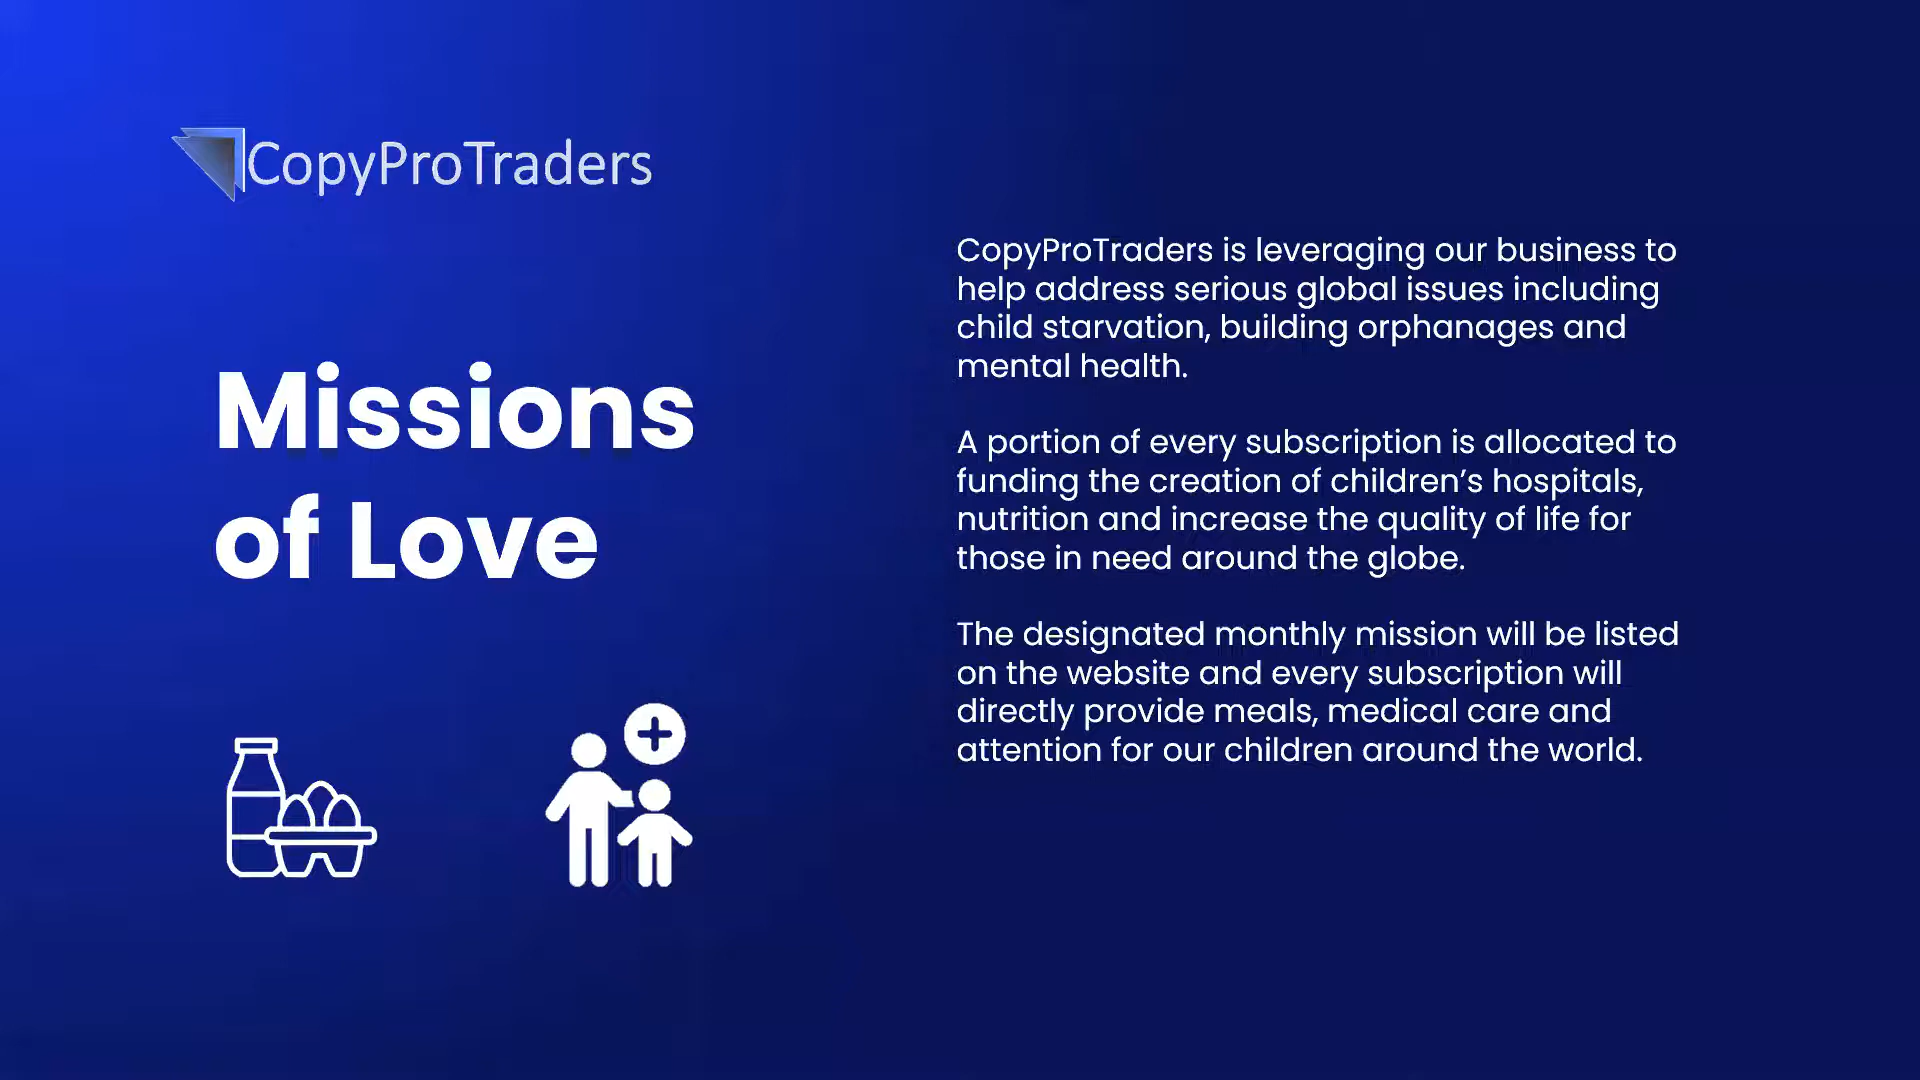 CopyProTraders
Missions
of Love
CopyProTraders is leveraging our business to
help address serious global issues including
child starvation, building orphanages and
mental health.
A portion of every subscription is allocated to
funding the creation of children’s hospitals,
nutrition and increase the quality of life for
those in need around the globe.
The designated monthly mission will be listed
on the website and every subscription will
directly provide meals, medical care and
attention for our children around the world.